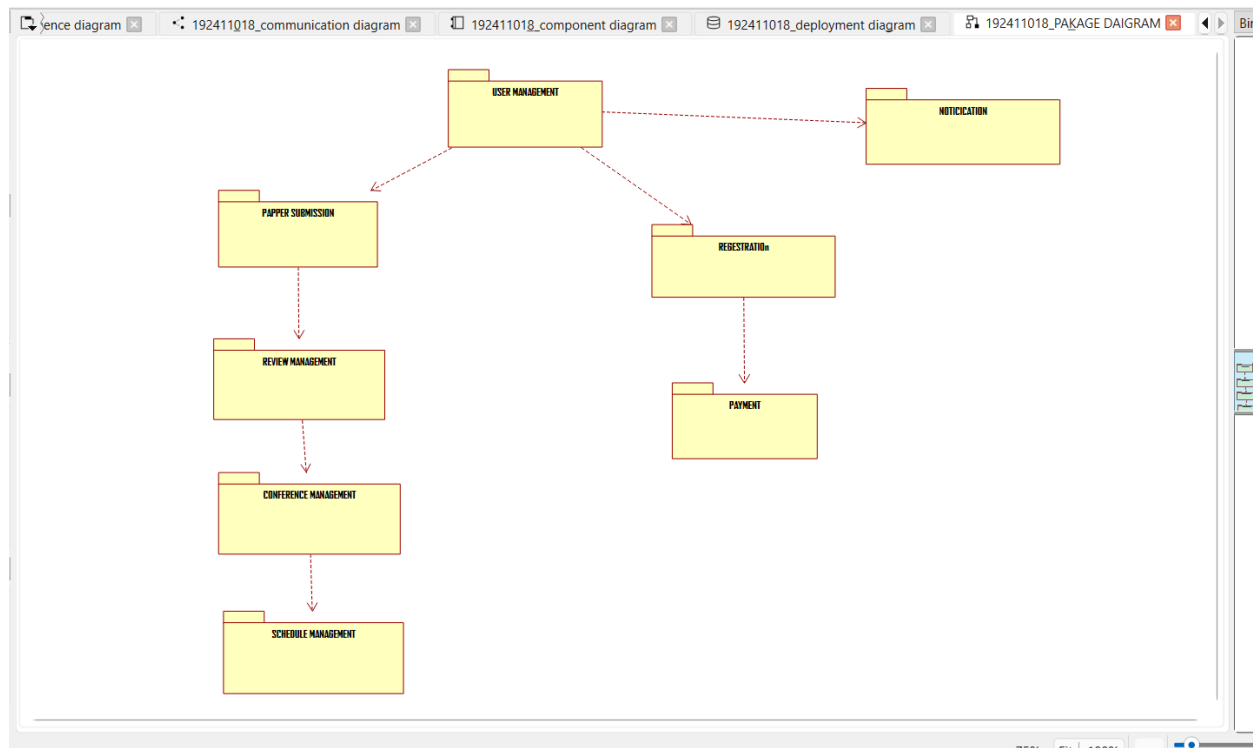 ence diagram
192411018_communication diagram
192411018_component diagram
192411018_deployment diagram
192411018_PAKAGE DAIGRAM
Bir
USER MANAGEMENT
NOTICICATION
PAPPER SUBMISSION
REGESTRATIOn
REVIEW MANAGEMENT
PAYMENT
CONFERENCE MANAGEMENT
SCHEDULE MANAGEMENT